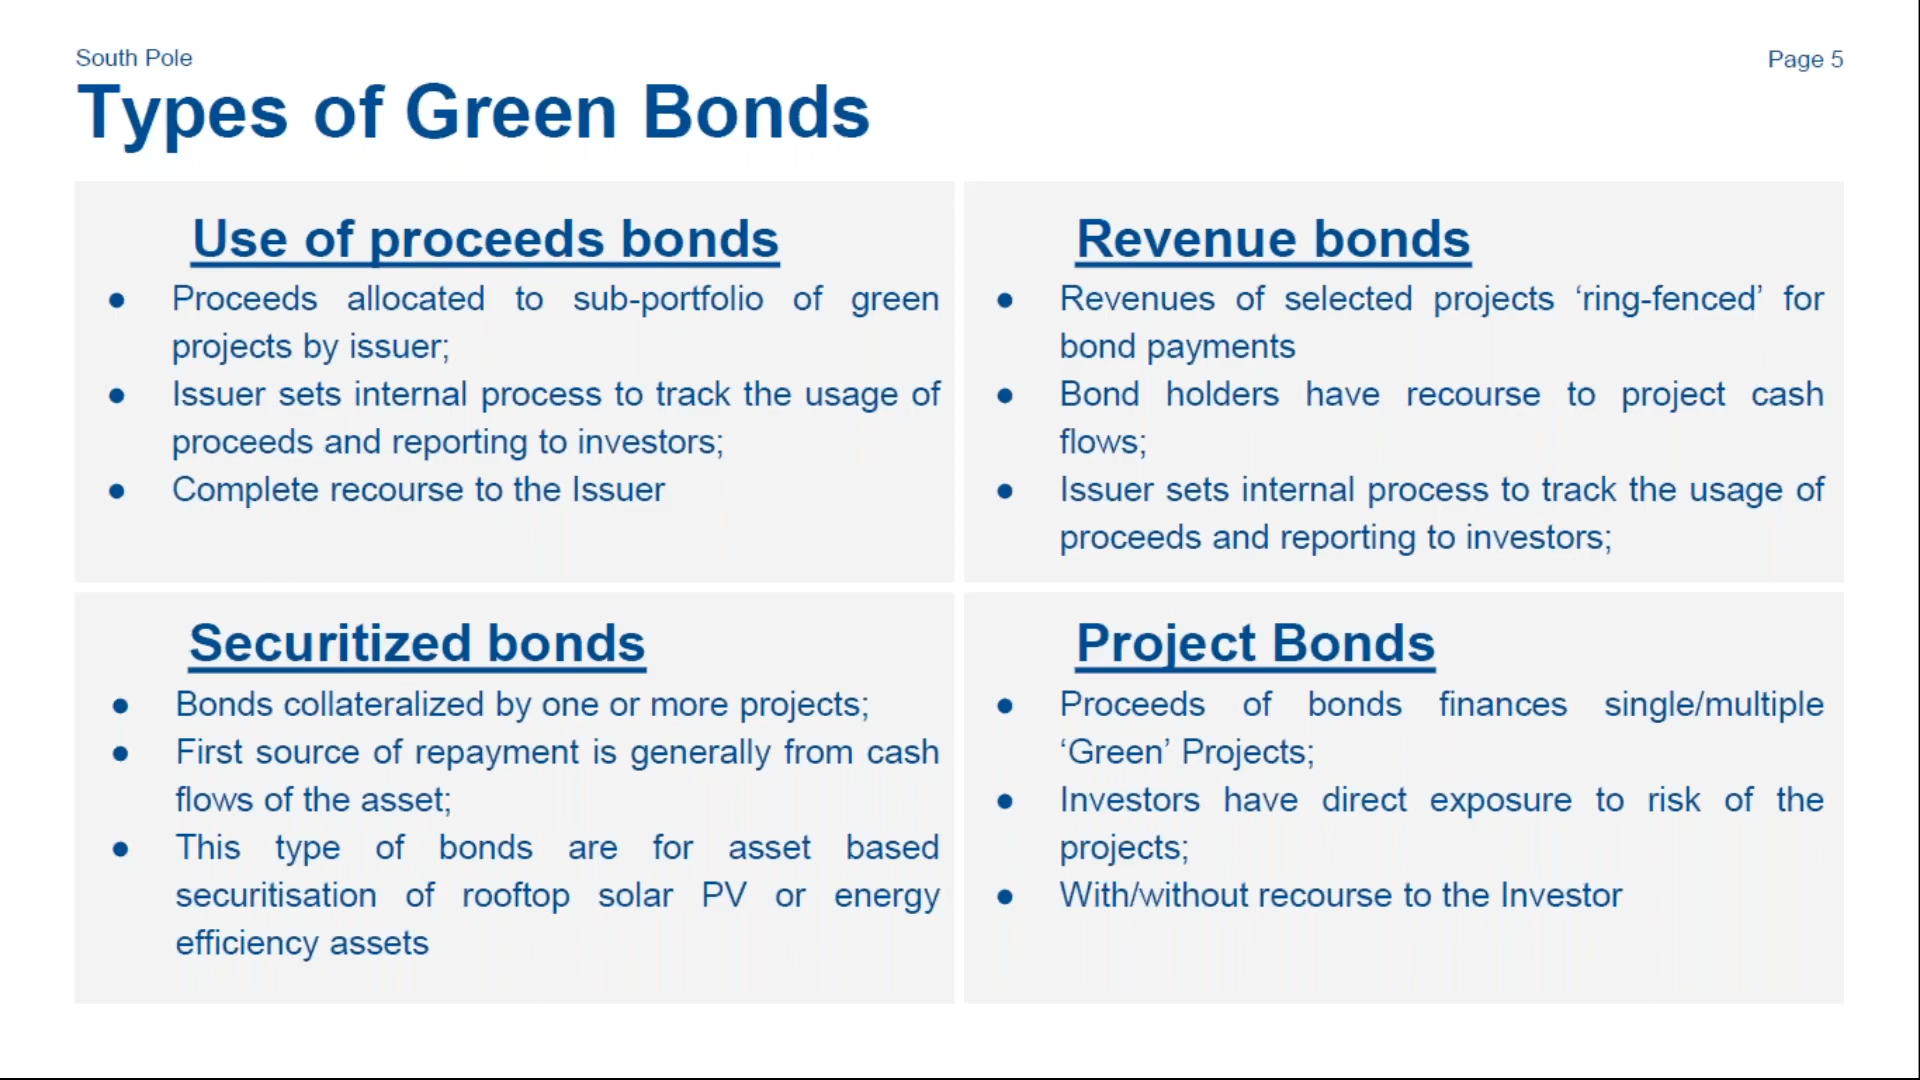 South Pole
Page 5
Types of Green Bonds
Use of proceeds bonds
● Proceeds allocated to sub-portfolio of green
projects by issuer;
● Issuer sets internal process to track the usage of
proceeds and reporting to investors;
● Complete recourse to the Issuer
Revenue bonds
● Revenues of selected projects ‘ring-fenced’ for
bond payments
● Bond holders have recourse to project cash
flows;
● Issuer sets internal process to track the usage of
proceeds and reporting to investors;
Securitized bonds
● Bonds collateralized by one or more projects;
● First source of repayment is generally from cash
flows of the asset;
● This type of bonds are for asset based
securitisation of rooftop solar PV or energy
efficiency assets
Project Bonds
● Proceeds of bonds finances single/multiple
‘Green’ Projects;
● Investors have direct exposure to risk of the
projects;
● With/without recourse to the Investor